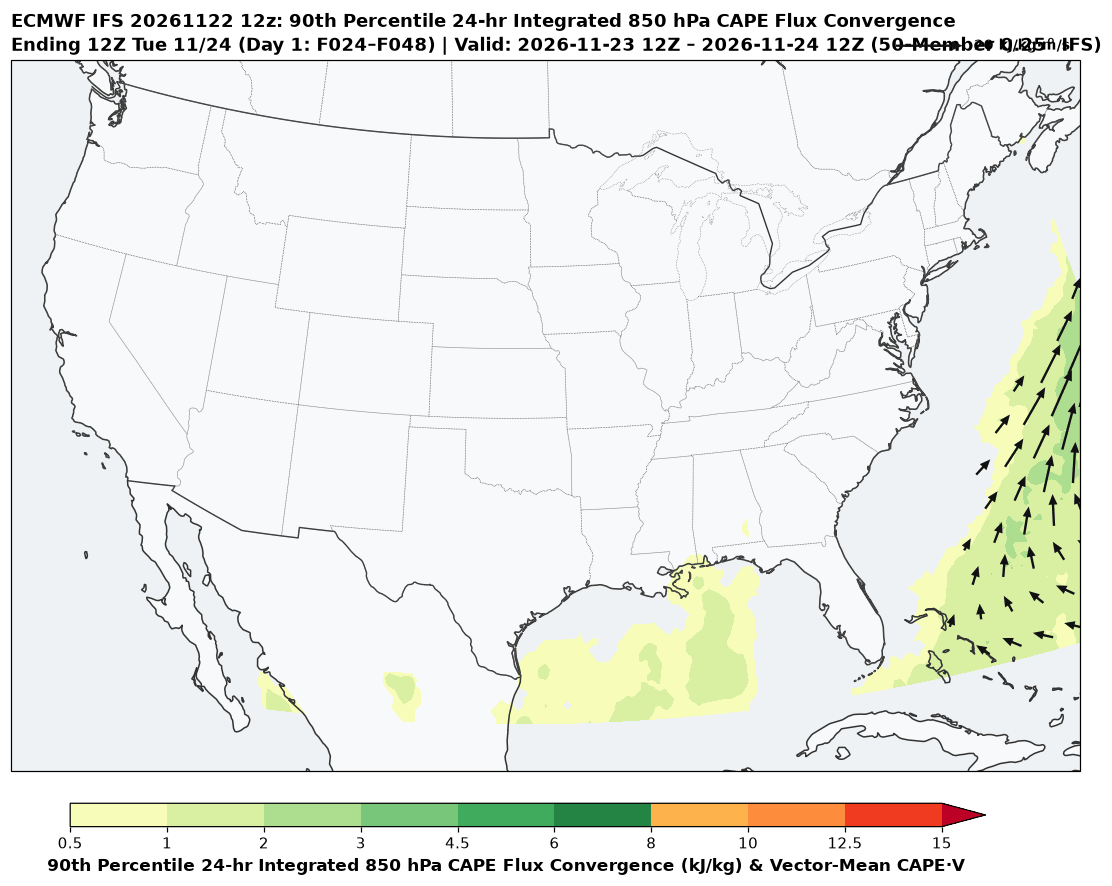 ECMWF IFS 20261122 12z: 90th Percentile 24-hr Integrated 850 hPa CAPE Flux Convergence
Ending 12Z Tue 11/24 (Day 1: F024–F048) | Valid: 2026-11-23 12Z – 2026-11-24 12Z (50-Member 0.25° IFS)
0.5 1 2 3 4.5 6 8 10 12.5 15
90th Percentile 24-hr Integrated 850 hPa CAPE Flux Convergence (kJ/kg) & Vector-Mean CAPE·V